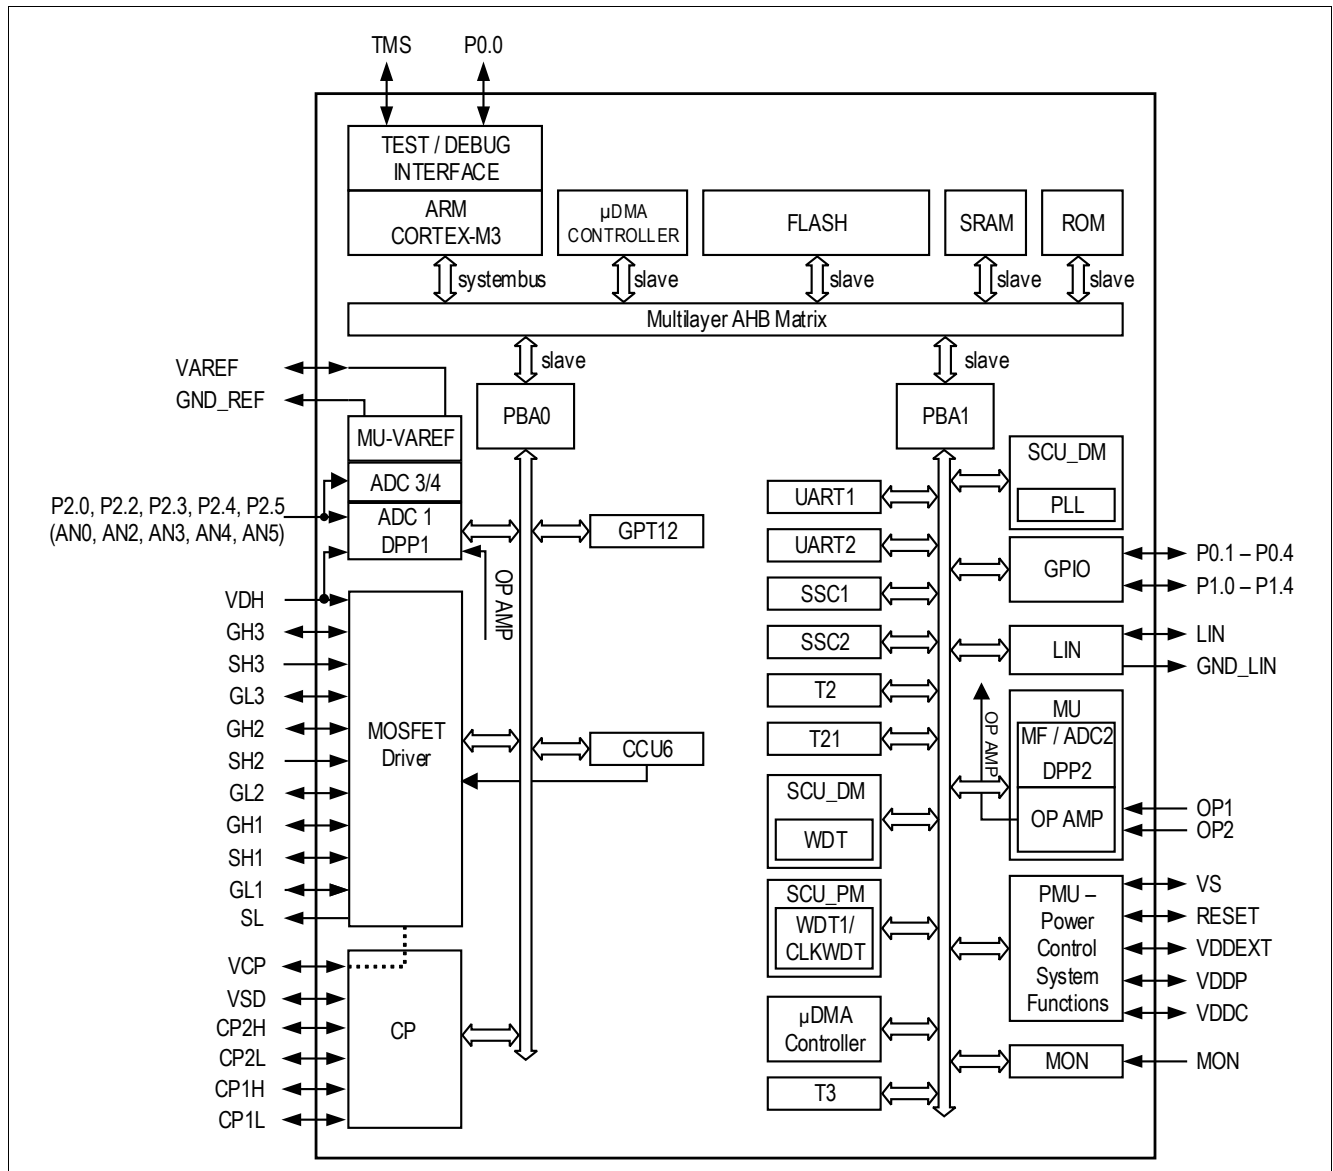 TMS
P0.0
TEST / DEBUG
INTERFACE
ARM
CORTEX-M3
µDMA
CONTROLLER
FLASH
SRAM
ROM
systembus
slave
slave
slave
slave
Multilayer AHB Matrix
slave
slave
VAREF
GND_REF
PBA0
PBA1
MU-VAREF
ADC 3/4
ADC 1
DPP1
P2.0, P2.2, P2.3, P2.4, P2.5
(AN0, AN2, AN3, AN4, AN5)
GPT12
OP AMP
VDH
GH3
SH3
GL3
GH2
SH2
GL2
GH1
SH1
GL1
SL
MOSFET
Driver
CCU6
VCP
VSD
CP2H
CP2L
CP1H
CP1L
CP
UART1
UART2
SSC1
SSC2
T2
T21
SCU_DM
WDT
SCU_PM
WDT1/
CLKWDT
µDMA
Controller
T3
SCU_DM
PLL
GPIO
P0.1 – P0.4
P1.0 – P1.4
LIN
LIN
GND_LIN
OP AMP
MU
MF / ADC2
DPP2
OP AMP
OP1
OP2
PMU –
Power
Control
System
Functions
VS
RESET
VDDEXT
VDDP
VDDC
MON
MON